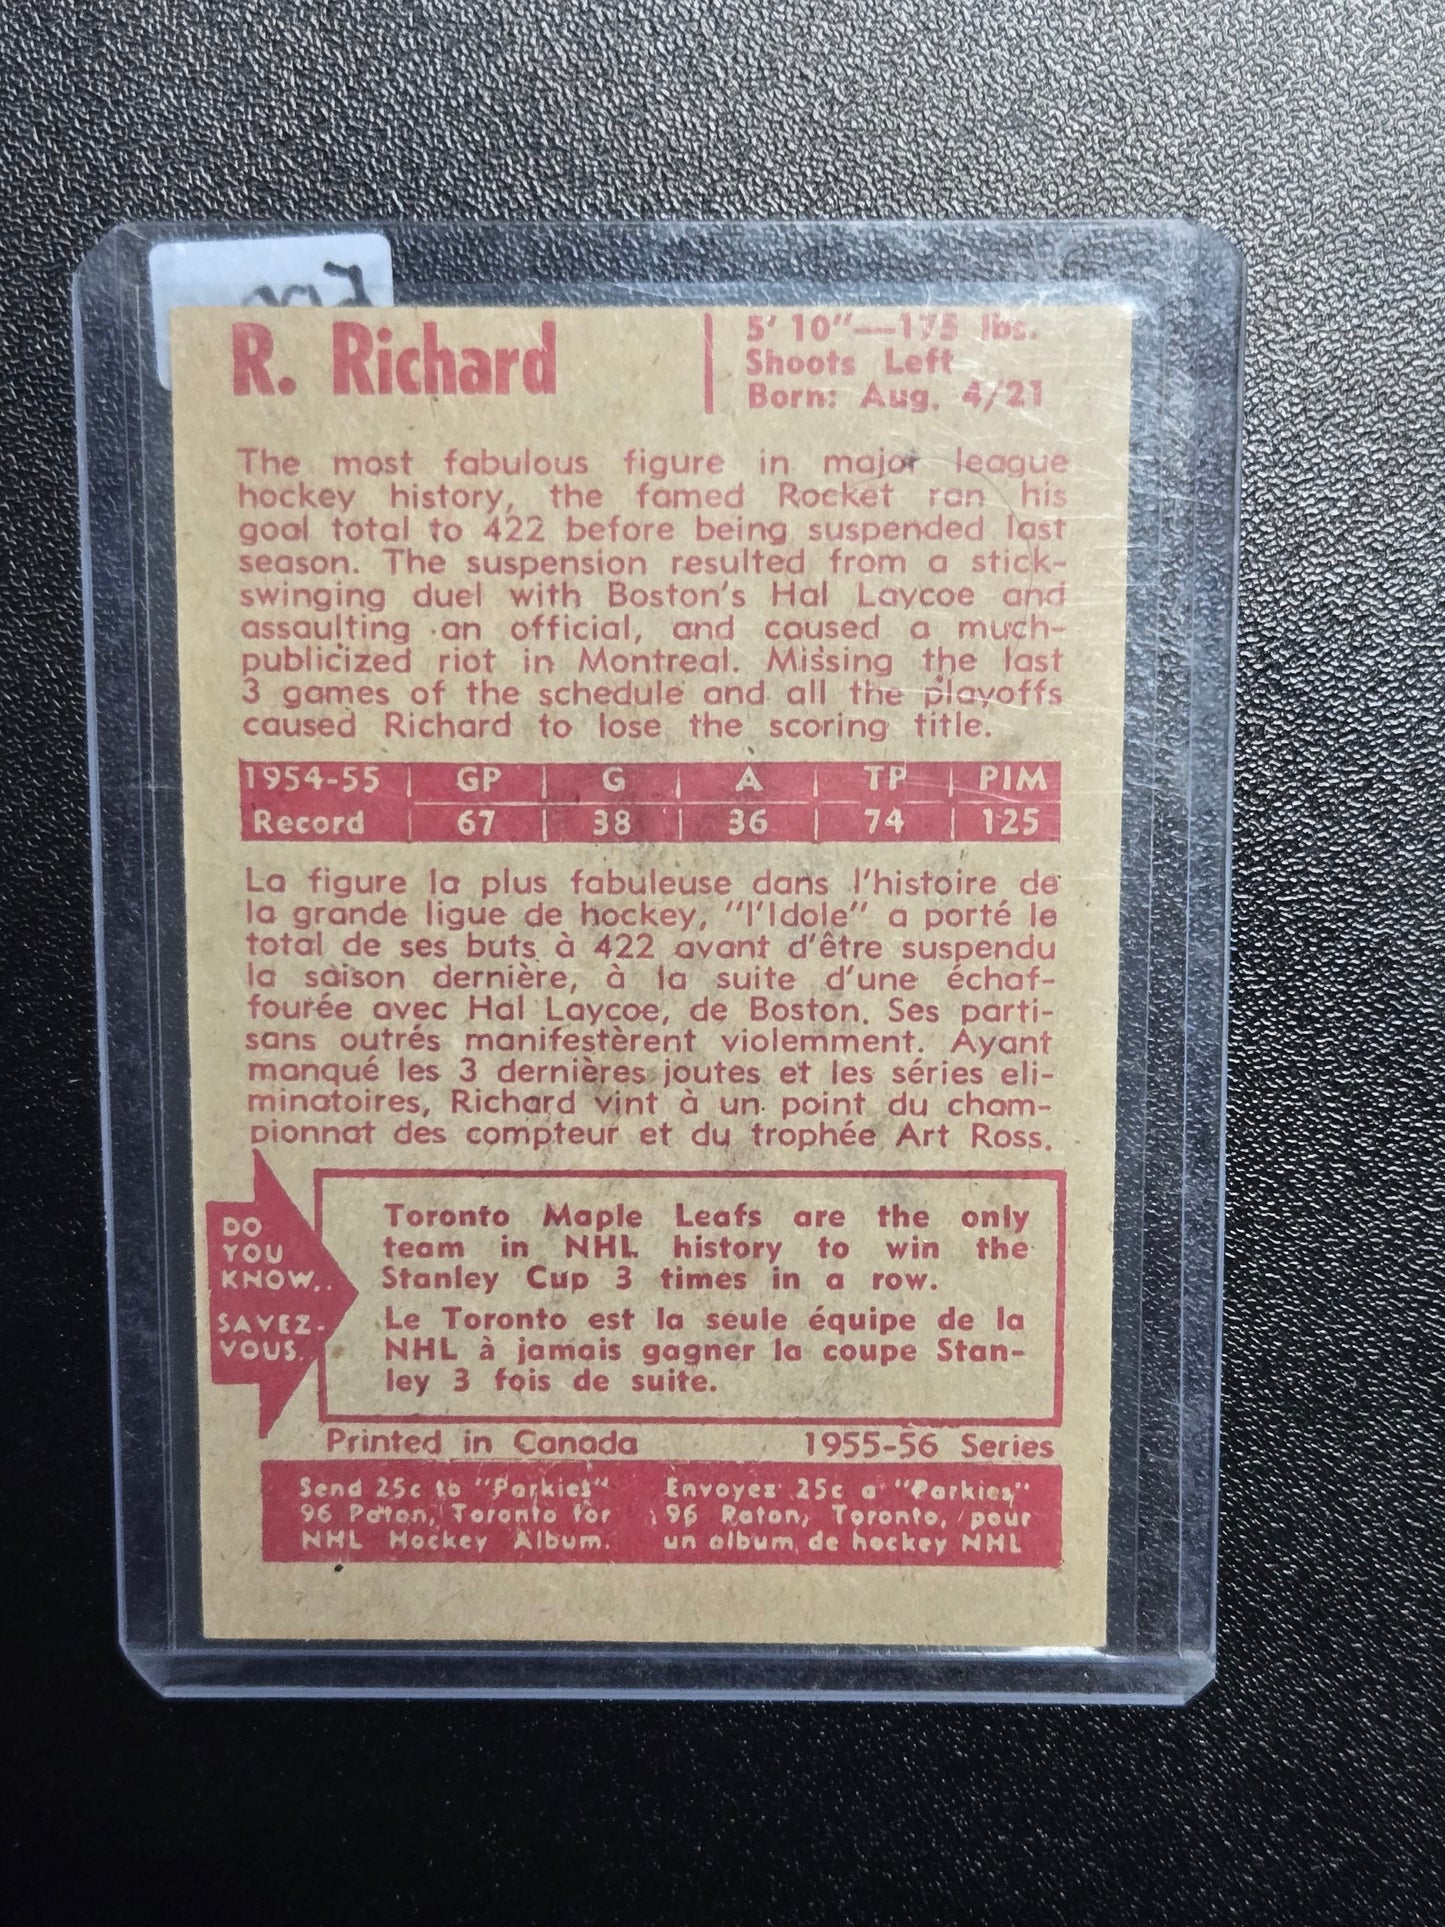 R. Richard
5' 10"—175 lbs.
Shoots Left
Born: Aug. 4/21
The most fabulous figure in major league
hockey history, the famed Rocket ran his
goal total to 422 before being suspended last
season. The suspension resulted from a stick-
swinging duel with Boston's Hal Laycoe and
assaulting an official, and caused a much-
publicized riot in Montreal. Missing the last
3 games of the schedule and all the playoffs
caused Richard to lose the scoring title.
1954-55 | GP | G | A | TP | PIM
Record | 67 | 38 | 36 | 74 | 125
La figure la plus fabuleuse dans l'histoire de
la grande ligue de hockey, "l'Idole" a porté le
total de ses buts à 422 avant d'être suspendu
la saison dernière, à la suite d'une échaf-
fourée avec Hal Laycoe, de Boston. Ses parti-
sans outrés manifestèrent violemment. Ayant
manqué les 3 dernières joutes et les séries eli-
minatoires, Richard vint à un point du cham-
pionnat des compteur et du trophée Art Ross.
DO
YOU
KNOW..
SAVEZ-
VOUS..
Toronto Maple Leafs are the only
team in NHL history to win the
Stanley Cup 3 times in a row.
Le Toronto est la seule équipe de la
NHL à jamais gagner la coupe Stan-
ley 3 fois de suite.
Printed in Canada
1955-56 Series
Send 25c to "Parkies"
96 Paton, Toronto for
NHL Hockey Album.
Envoyez 25c a "Parkies"
96 Paton, Toronto, pour
un album de hockey NHL